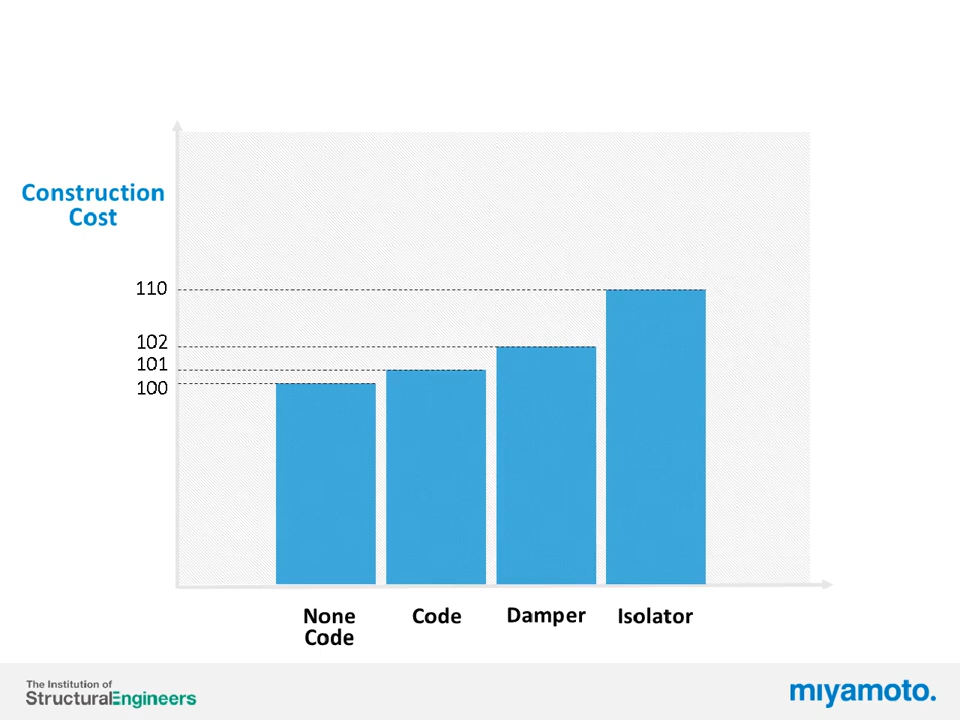 Construction
Cost
110
102
101
100
None
Code
Code
Damper
Isolator
The Institution of
StructuralEngineers
miyamoto.